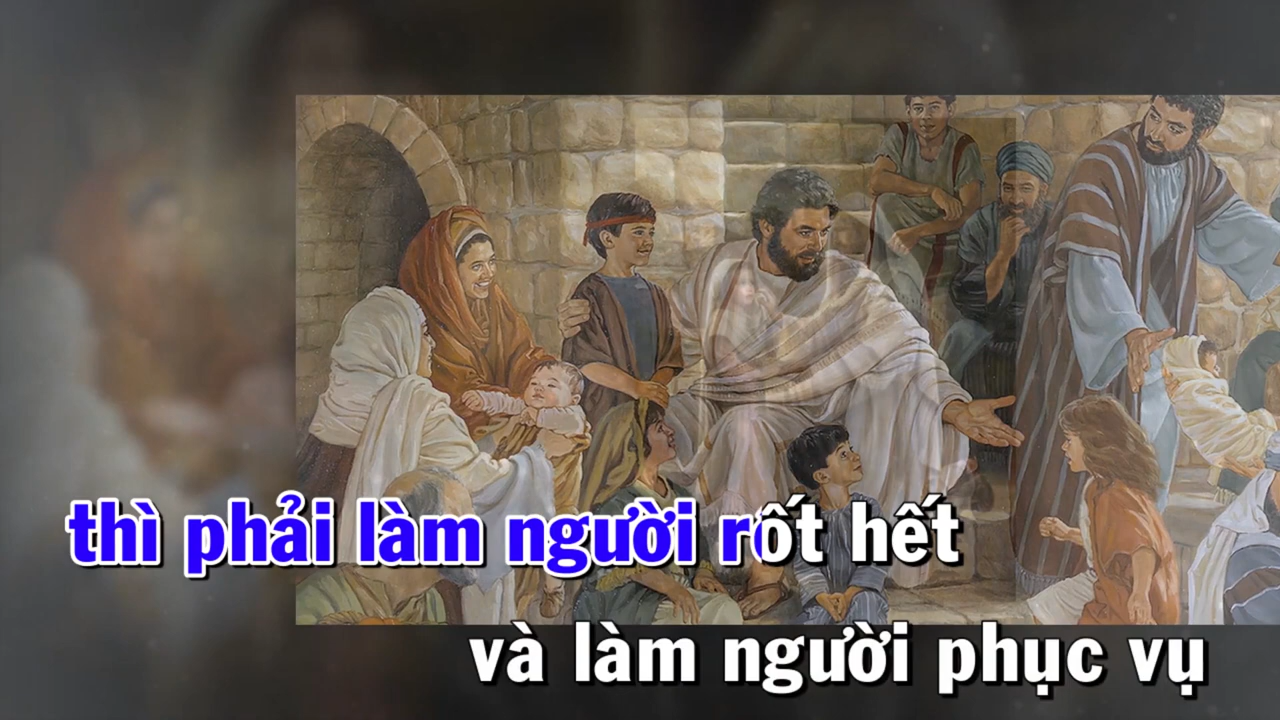 thì phải làm người rốt hết
và làm người phục vụ